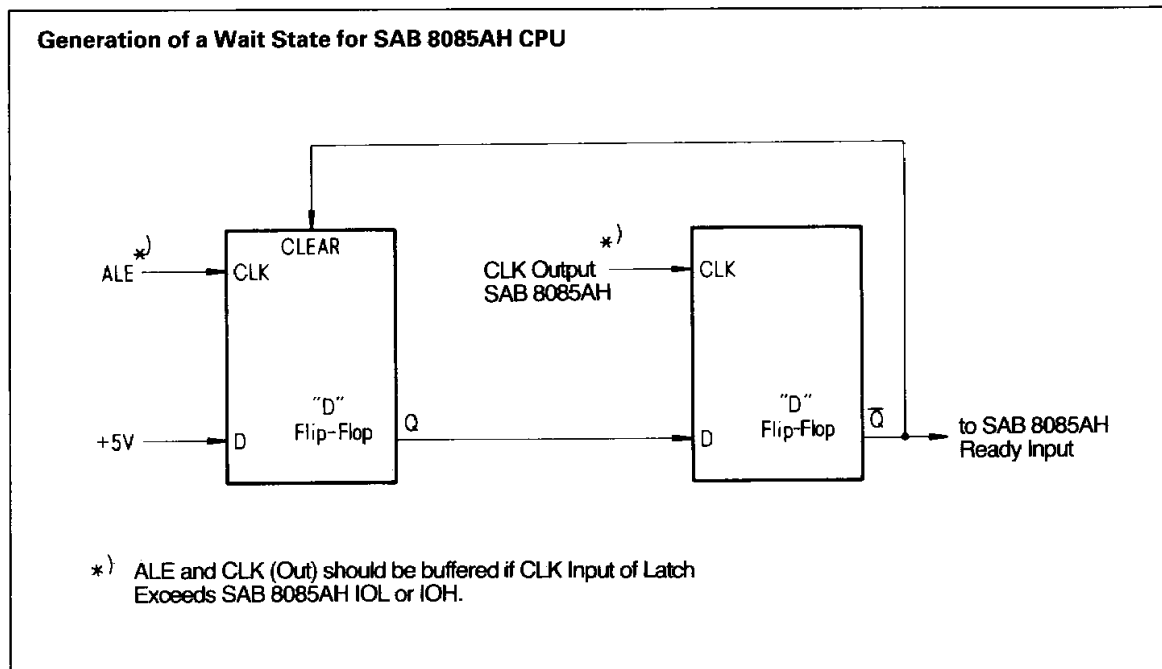 Generation of a Wait State for SAB 8085AH CPU
CLEAR
ALE *)
CLK
CLK Output *)
SAB 8085AH
CLK
+5V
D
"D"
Flip-Flop
Q
D
"D"
Flip-Flop
Q̅
to SAB 8085AH
Ready Input
*) ALE and CLK (Out) should be buffered if CLK Input of Latch
Exceeds SAB 8085AH IOL or IOH.